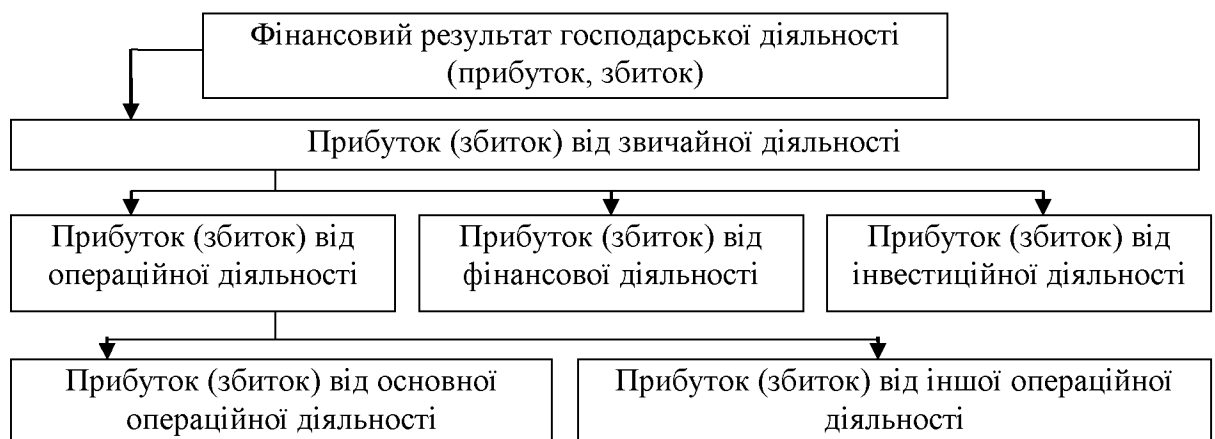 Фінансовий результат господарської діяльності
(прибуток, збиток)
Прибуток (збиток) від звичайної діяльності
Прибуток (збиток) від
операційної діяльності
Прибуток (збиток) від
фінансової діяльності
Прибуток (збиток) від
інвестиційної діяльності
Прибуток (збиток) від основної
операційної діяльності
Прибуток (збиток) від іншої операційної
діяльності